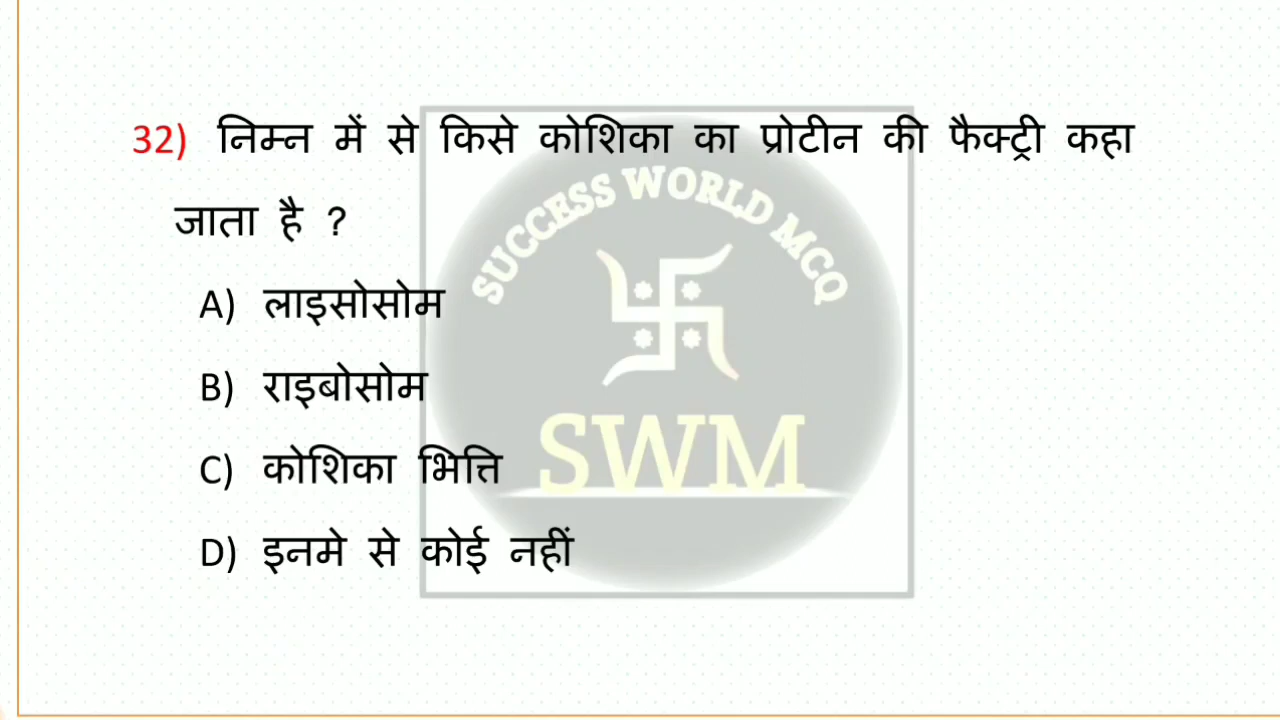 32) निम्न में से किसे कोशिका का प्रोटीन की फैक्ट्री कहा
जाता है ?
A) लाइसोसोम
B) राइबोसोम
C) कोशिका भित्ति
D) इनमे से कोई नहीं
SUCCESS WORLD MCQ
SWM